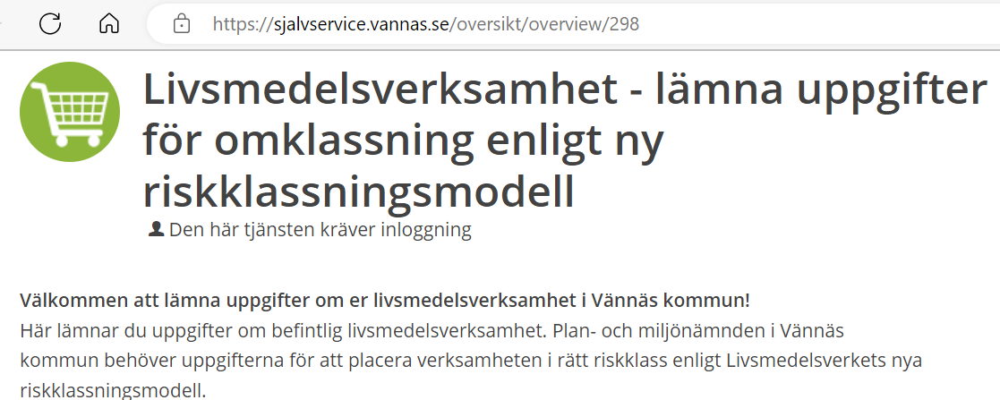 https://sjalvservice.vannas.se/oversikt/overview/298
Livsmedelsverksamhet - lämna uppgifter
för omklassning enligt ny
riskklassningsmodell
Den här tjänsten kräver inloggning
Välkommen att lämna uppgifter om er livsmedelsverksamhet i Vännäs kommun!
Här lämnar du uppgifter om befintlig livsmedelsverksamhet. Plan- och miljönämnden i Vännäs
kommun behöver uppgifterna för att placera verksamheten i rätt riskklass enligt Livsmedelsverkets nya
riskklassningsmodell.